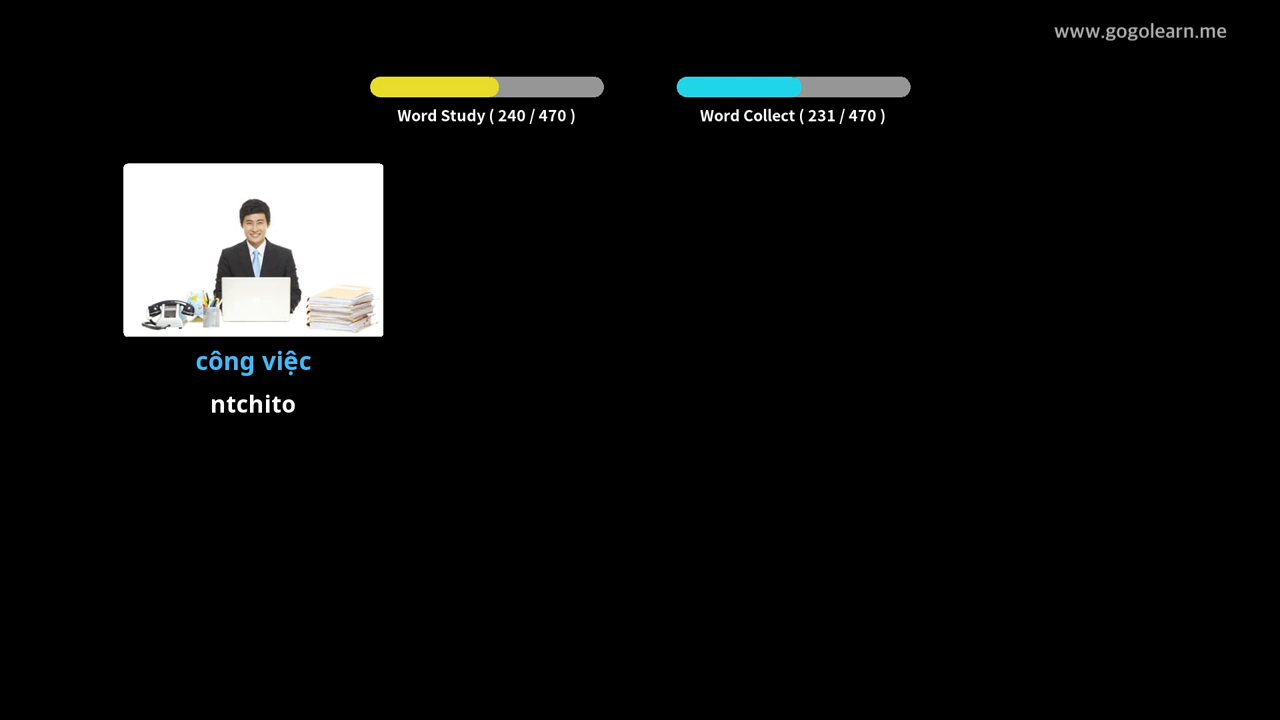 www.gogolearn.me
Word Study ( 240 / 470 )
Word Collect ( 231 / 470 )
công việc
ntchito